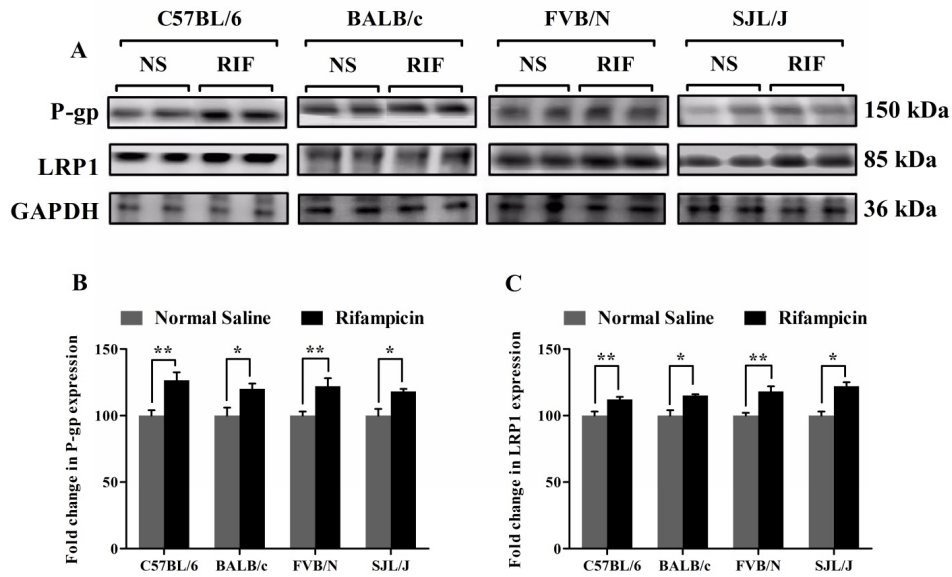 C57BL/6 BALB/c FVB/N SJL/J
A
NS RIF NS RIF NS RIF NS RIF
P-gp 150 kDa
LRP1 85 kDa
GAPDH 36 kDa
B
Normal Saline Rifampicin
Fold change in P-gp expression
150
100
50
0
** * ** *
C57BL/6 BALB/c FVB/N SJL/J
C
Normal Saline Rifampicin
Fold change in LRP1 expression
150
100
50
0
** * ** *
C57BL/6 BALB/c FVB/N SJL/J